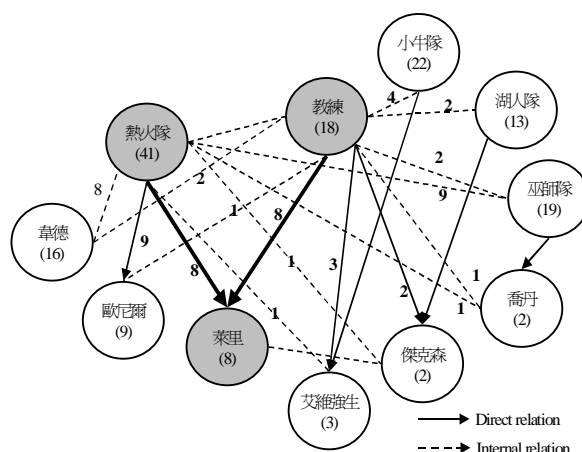 小牛隊
(22)
教練
(18)
湖人隊
(13)
熱火隊
(41)
巫師隊
(19)
韋德
(16)
歐尼爾
(9)
萊里
(8)
喬丹
(2)
傑克森
(2)
艾維強生
(3)
4
2
2
9
8
2
1
8
9
8
1
3
1
2
1
1
Direct relation
Internal relation